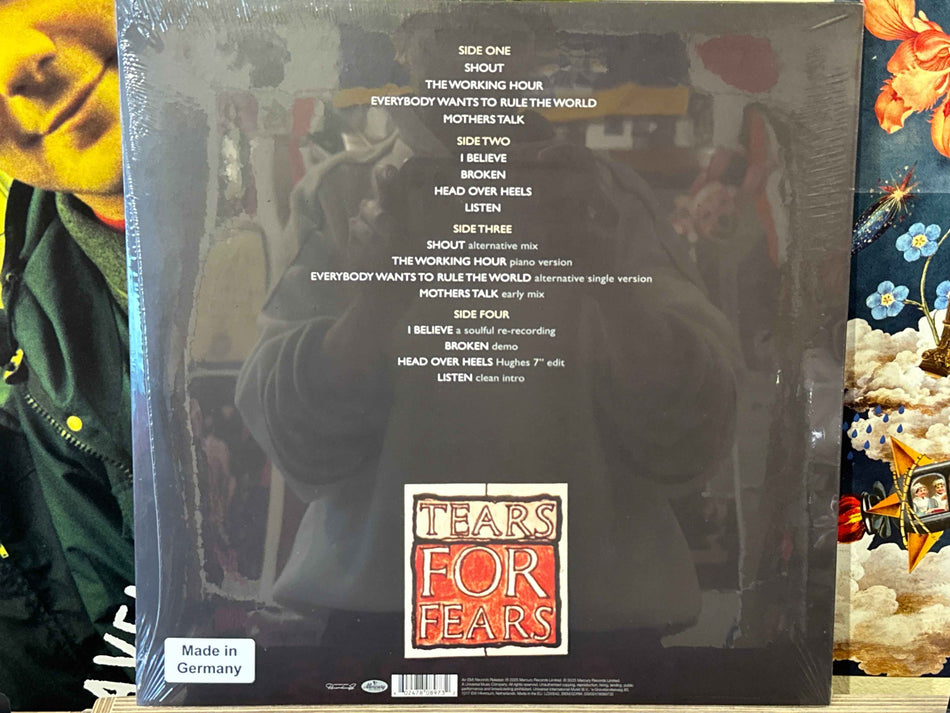 SIDE ONE
SHOUT
THE WORKING HOUR
EVERYBODY WANTS TO RULE THE WORLD
MOTHERS TALK
SIDE TWO
I BELIEVE
BROKEN
HEAD OVER HEELS
LISTEN
SIDE THREE
SHOUT alternative mix
THE WORKING HOUR piano version
EVERYBODY WANTS TO RULE THE WORLD alternative single version
MOTHERS TALK early mix
SIDE FOUR
I BELIEVE a soulful re-recording
BROKEN demo
HEAD OVER HEELS Hughes 7" edit
LISTEN clean intro
TEARS
FOR
FEARS
Made in
Germany